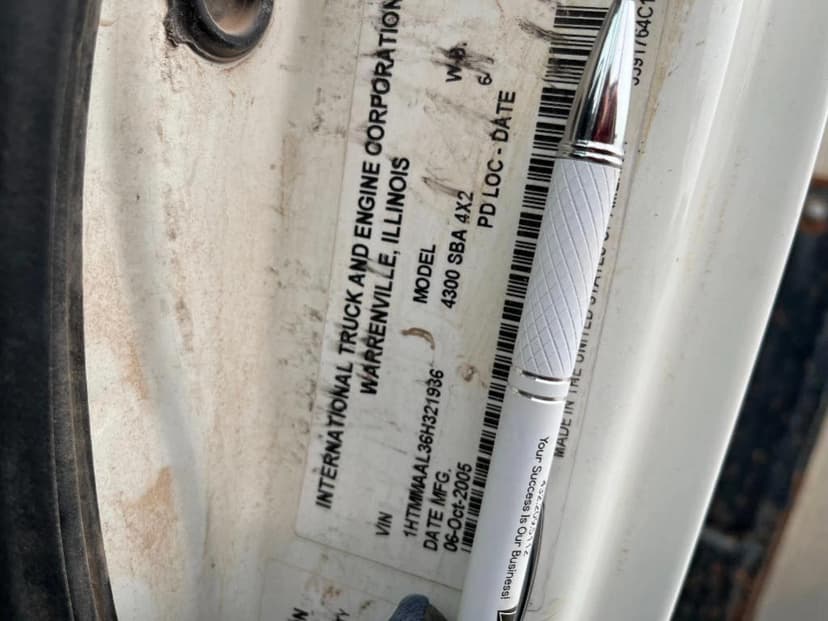 INTERNATIONAL TRUCK AND ENGINE CORPORATION
WARRENVILLE, ILLINOIS
VIN
1HTMMAAL36H321936
MODEL
W.B.
DATE MFG.
4300 SBA 4X2
6/
06-Oct-2005
PD LOC - DATE
MADE IN THE UNITED STATES
Your Success Is Our Business!